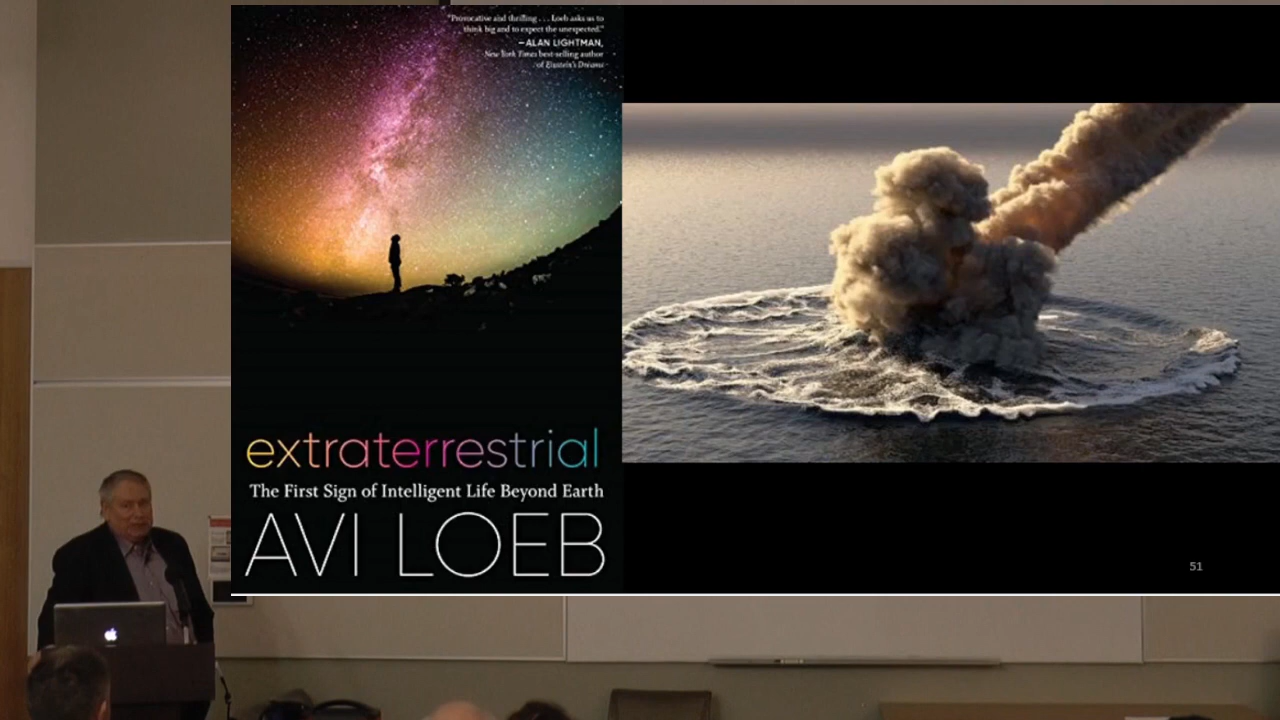 "Provocative and thrilling . . . Loeb asks us to
think big and to expect the unexpected."
—ALAN LIGHTMAN,
New York Times best-selling author
of Einstein's Dreams
extraterrestrial
The First Sign of Intelligent Life Beyond Earth
AVI LOEB
51